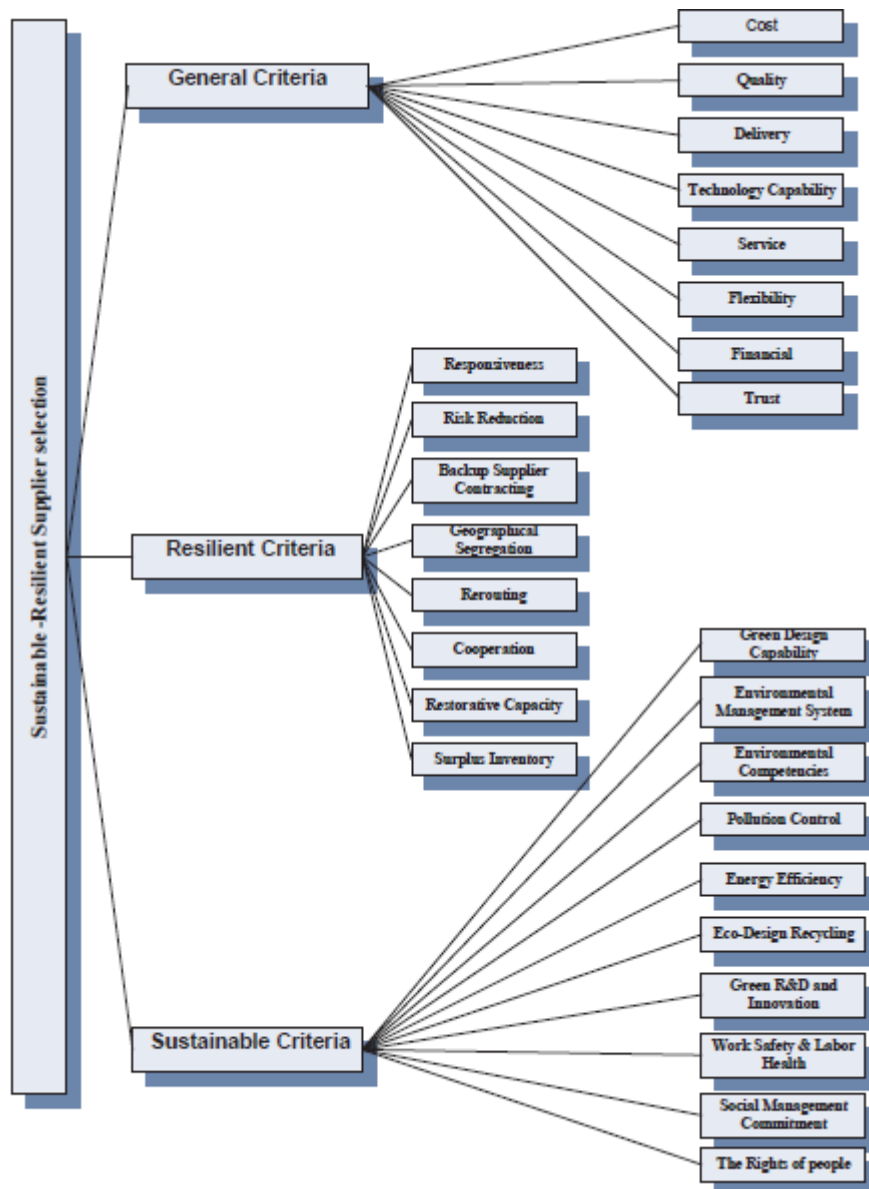 Sustainable -Resilient Supplier selection
General Criteria
Cost
Quality
Delivery
Technology Capability
Service
Flexibility
Financial
Trust
Resilient Criteria
Responsiveness
Risk Reduction
Backup Supplier
Contracting
Geographical
Segregation
Rerouting
Cooperation
Restorative Capacity
Surplus Inventory
Sustainable Criteria
Green Design
Capability
Environmental
Management System
Environmental
Competencies
Pollution Control
Energy Efficiency
Eco-Design Recycling
Green R&D and
Innovation
Work Safety & Labor
Health
Social Management
Commitment
The Rights of people